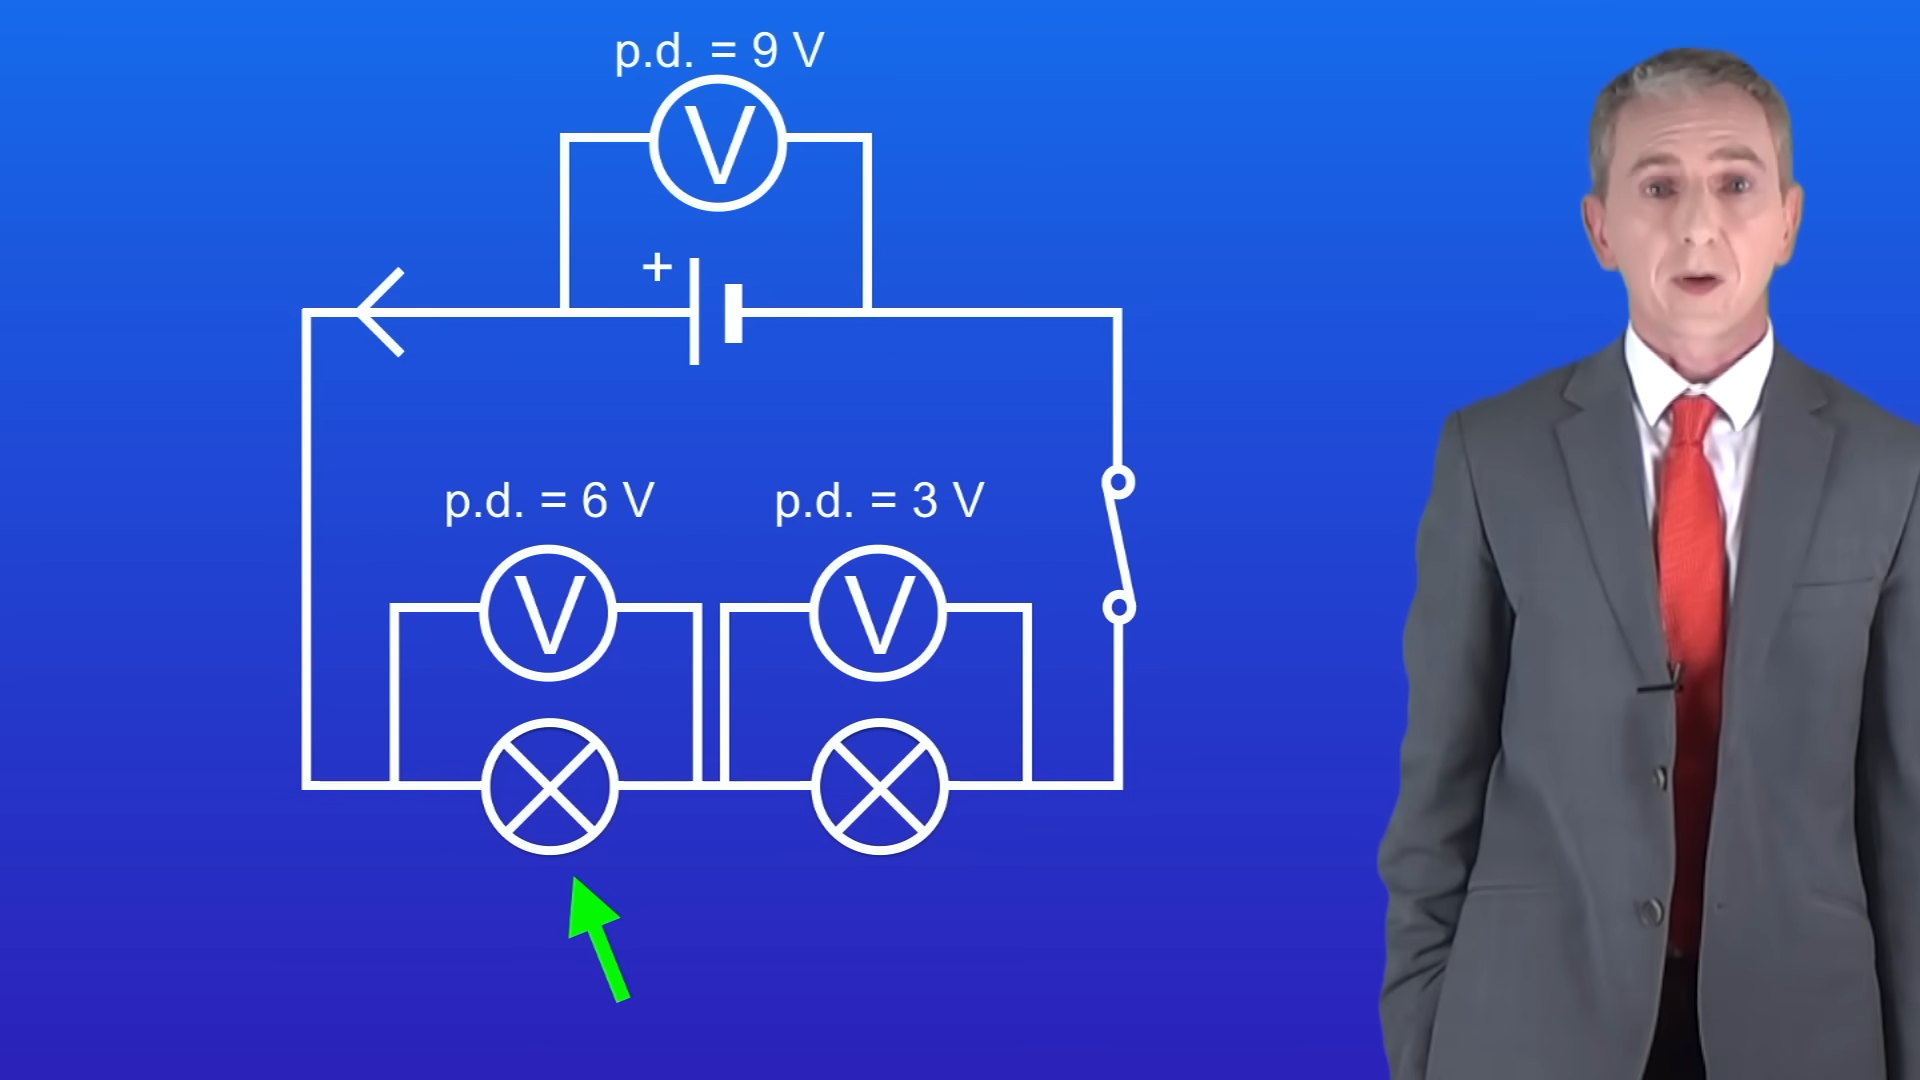 p.d. = 9 V
V
+
p.d. = 6 V
p.d. = 3 V
V
V